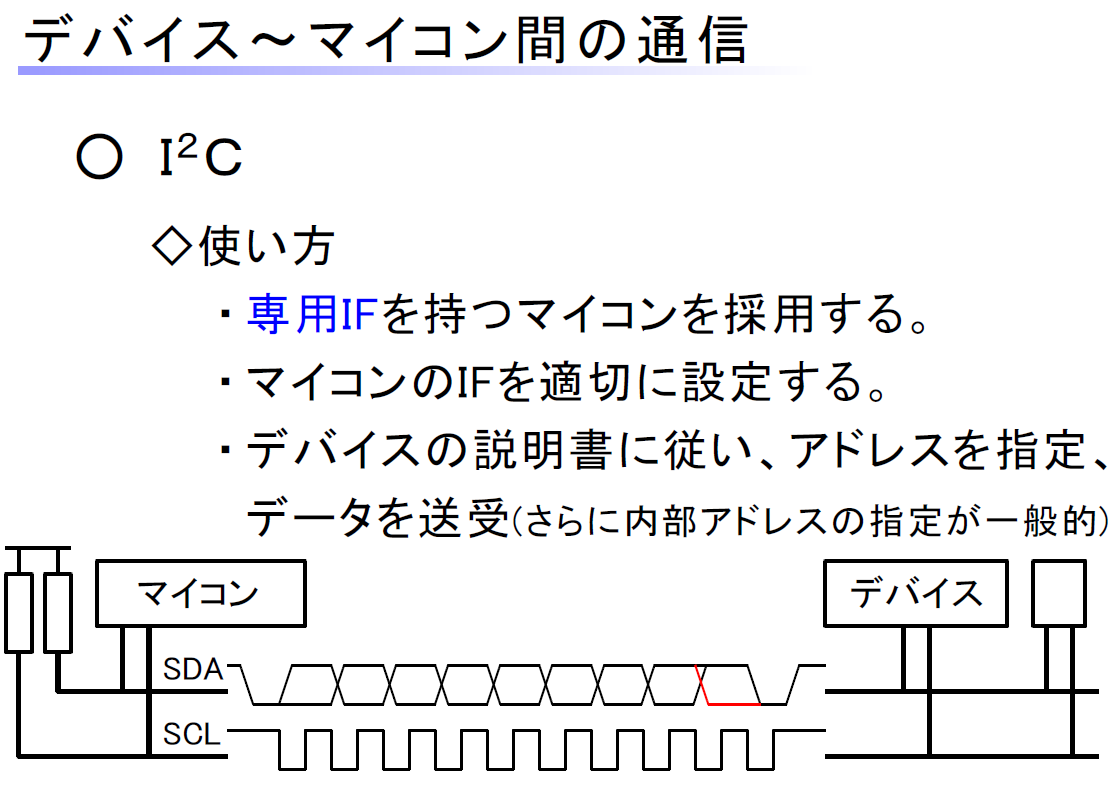 デバイス～マイコン間の通信
○ I²C
◇使い方
・専用IFを持つマイコンを採用する。
・マイコンのIFを適切に設定する。
・デバイスの説明書に従い、アドレスを指定、
データを送受(さらに内部アドレスの指定が一般的)
マイコン
デバイス
SDA
SCL